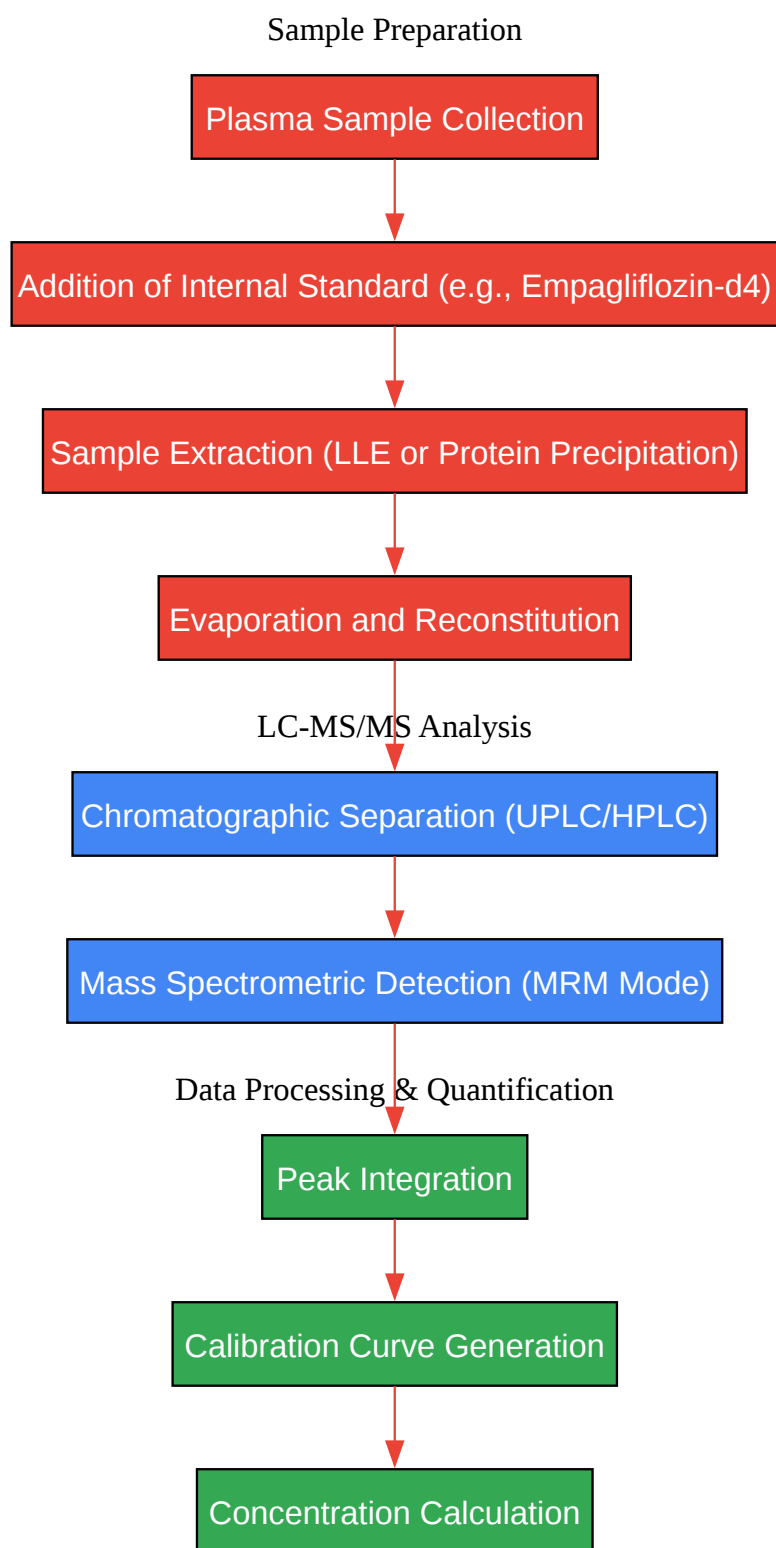 Sample Preparation
Plasma Sample Collection
Addition of Internal Standard (e.g., Empagliflozin-d4)
Sample Extraction (LLE or Protein Precipitation)
Evaporation and Reconstitution
LC-MS/MS Analysis
Chromatographic Separation (UPLC/HPLC)
Mass Spectrometric Detection (MRM Mode)
Data Processing & Quantification
Peak Integration
Calibration Curve Generation
Concentration Calculation